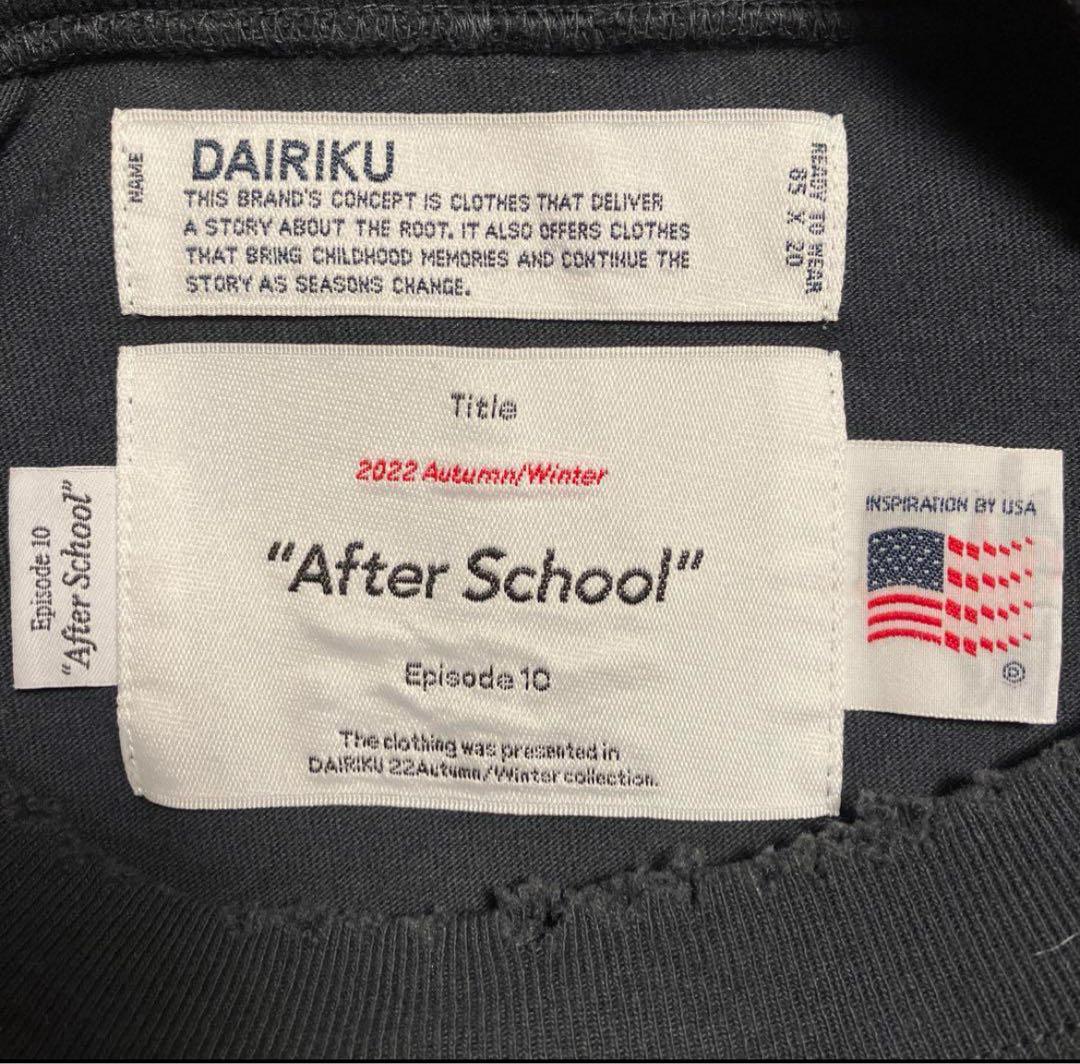 NAME
DAIRIKU
THIS BRAND'S CONCEPT IS CLOTHES THAT DELIVER
A STORY ABOUT THE ROOT. IT ALSO OFFERS CLOTHES
THAT BRING CHILDHOOD MEMORIES AND CONTINUE THE
STORY AS SEASONS CHANGE.
READY TO WEAR
65 X 20
Title
2022 Autumn/Winter
“After School”
Episode 10
The clothing was presented in
DAIRIKU 22Autumn/Winter collection.
Episode 10
“After School”
INSPIRATION BY USA
Ⓟ